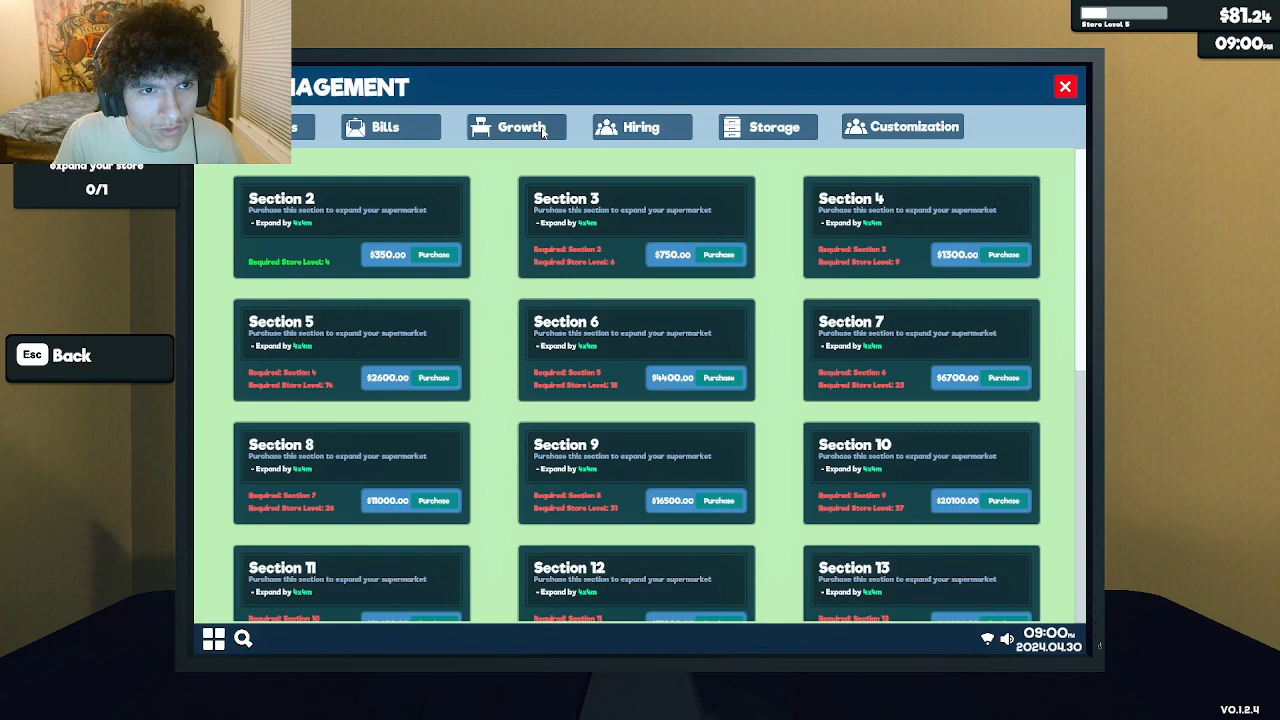 $81.24
Store Level 5
09:00PM
AGEMENT
s
Bills
Growth
Hiring
Storage
Customization
expand your store
0/1
Esc Back
Section 2
Purchase this section to expand your supermarket
- Expand by 4x4m
Required Store Level: 4
$350.00 Purchase
Section 3
Purchase this section to expand your supermarket
- Expand by 4x4m
Required: Section 2
Required Store Level: 6
$750.00 Purchase
Section 4
Purchase this section to expand your supermarket
- Expand by 4x4m
Required: Section 3
Required Store Level: 9
$1300.00 Purchase
Section 5
Purchase this section to expand your supermarket
- Expand by 4x4m
Required: Section 4
Required Store Level: 14
$2600.00 Purchase
Section 6
Purchase this section to expand your supermarket
- Expand by 4x4m
Required: Section 5
Required Store Level: 18
$4400.00 Purchase
Section 7
Purchase this section to expand your supermarket
- Expand by 4x4m
Required: Section 6
Required Store Level: 23
$6700.00 Purchase
Section 8
Purchase this section to expand your supermarket
- Expand by 4x4m
Required: Section 7
Required Store Level: 26
$11000.00 Purchase
Section 9
Purchase this section to expand your supermarket
- Expand by 4x4m
Required: Section 8
Required Store Level: 31
$16500.00 Purchase
Section 10
Purchase this section to expand your supermarket
- Expand by 4x4m
Required: Section 9
Required Store Level: 37
$20100.00 Purchase
Section 11
Purchase this section to expand your supermarket
- Expand by 4x4m
Required: Section 10
Section 12
Purchase this section to expand your supermarket
- Expand by 4x4m
Required: Section 11
Section 13
Purchase this section to expand your supermarket
- Expand by 4x4m
Required: Section 12
09:00PM
2024.04.30
V0.1.2.4